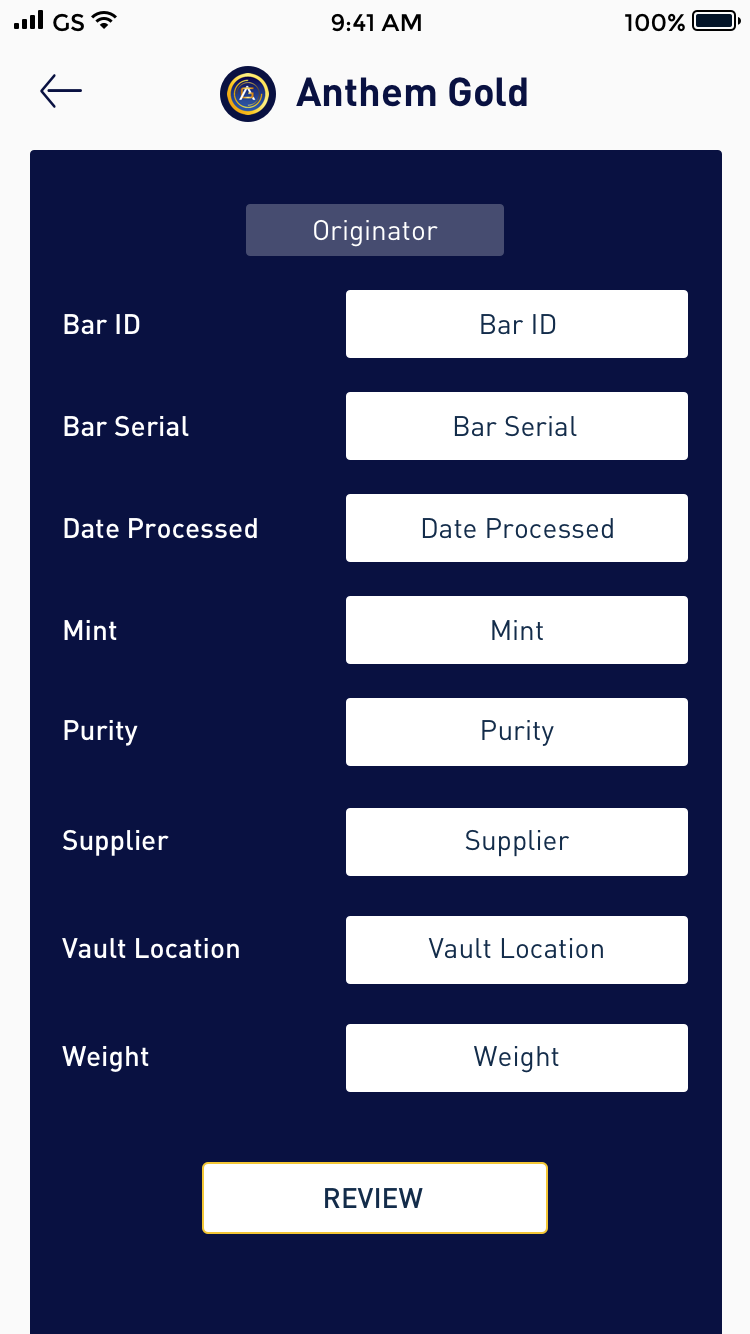 GS 9:41 AM 100%
Anthem Gold
Originator
Bar ID Bar ID
Bar Serial Bar Serial
Date Processed Date Processed
Mint Mint
Purity Purity
Supplier Supplier
Vault Location Vault Location
Weight Weight
REVIEW